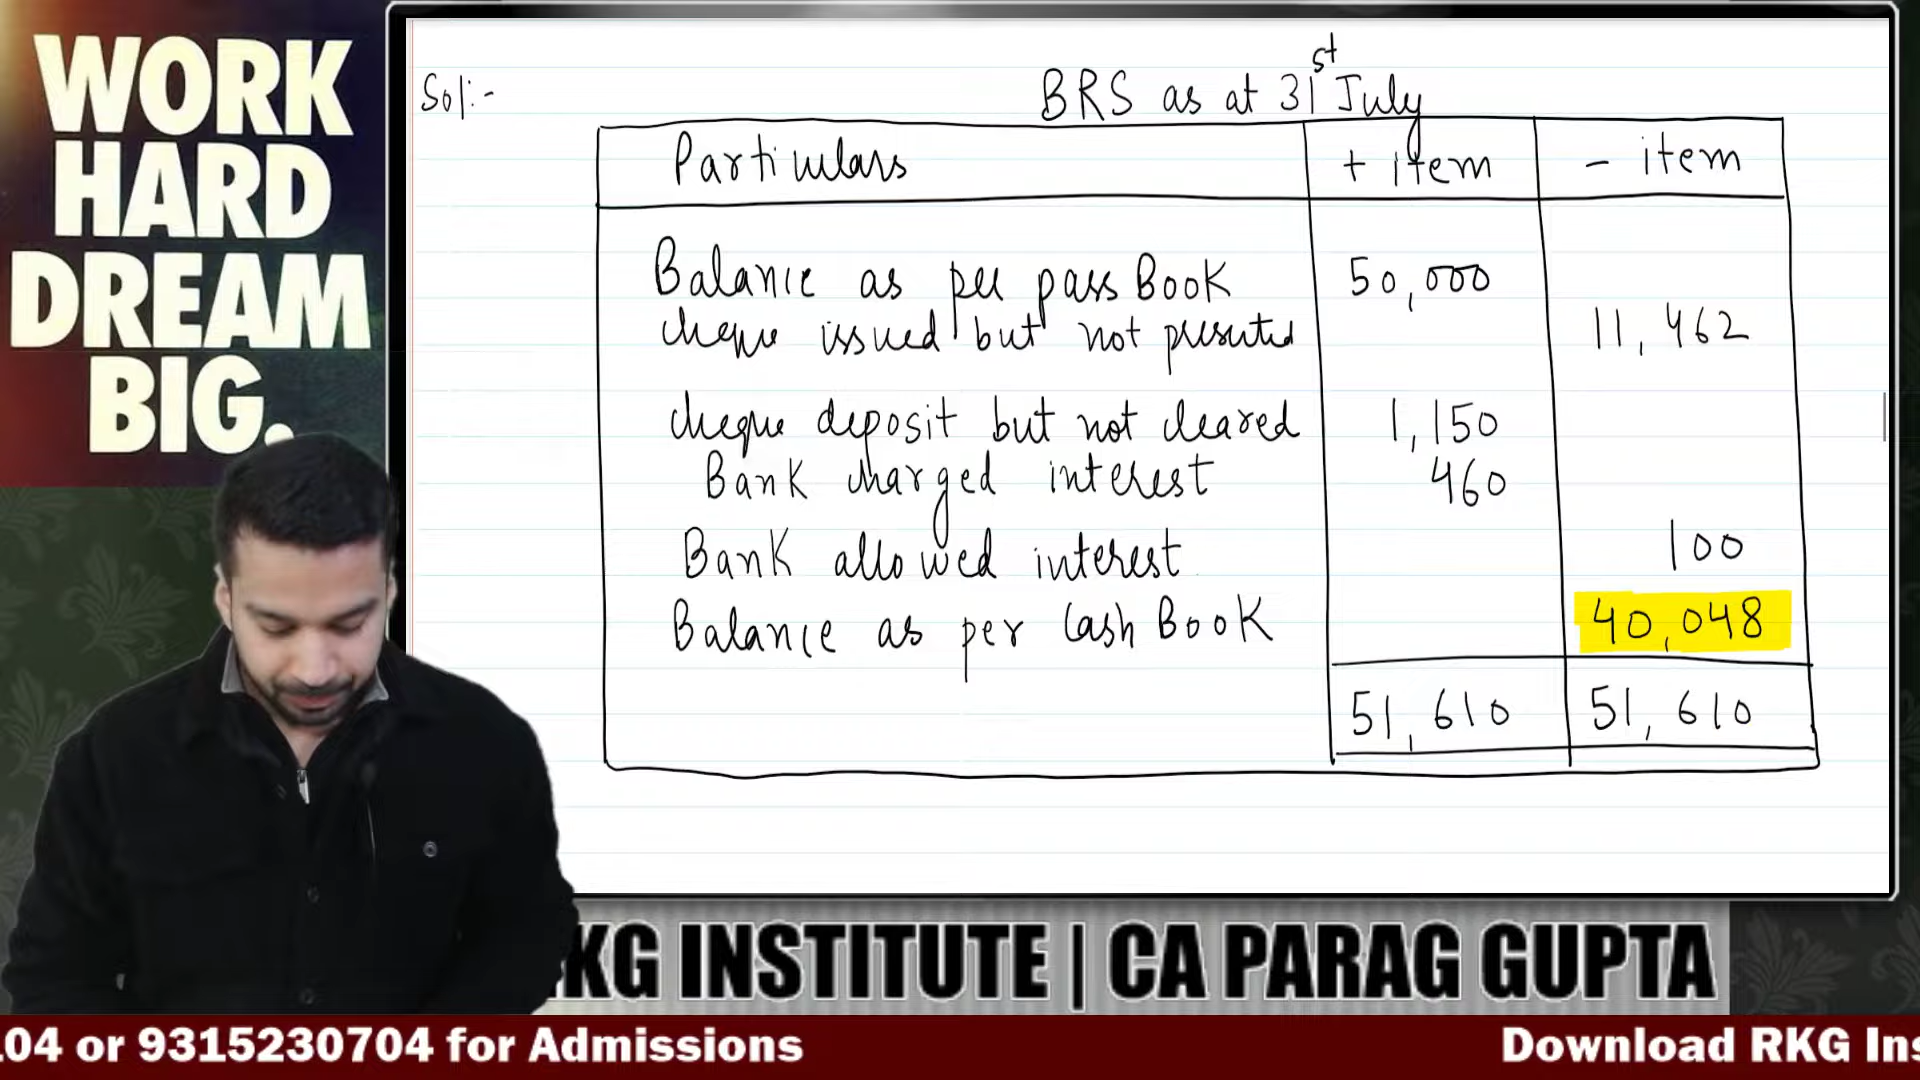 WORK
HARD
DREAM
BIG.
Sol:-
BRS as at 31st July
Particulars + item - item
Balance as per pass Book 50,000
cheque issued but not presented 11,462
cheque deposit but not cleared 1,150
Bank charged interest 460
Bank allowed interest 100
Balance as per Cash Book 40,048
51,610 51,610
KG INSTITUTE | CA PARAG GUPTA
.04 or 9315230704 for Admissions Download RKG Ins